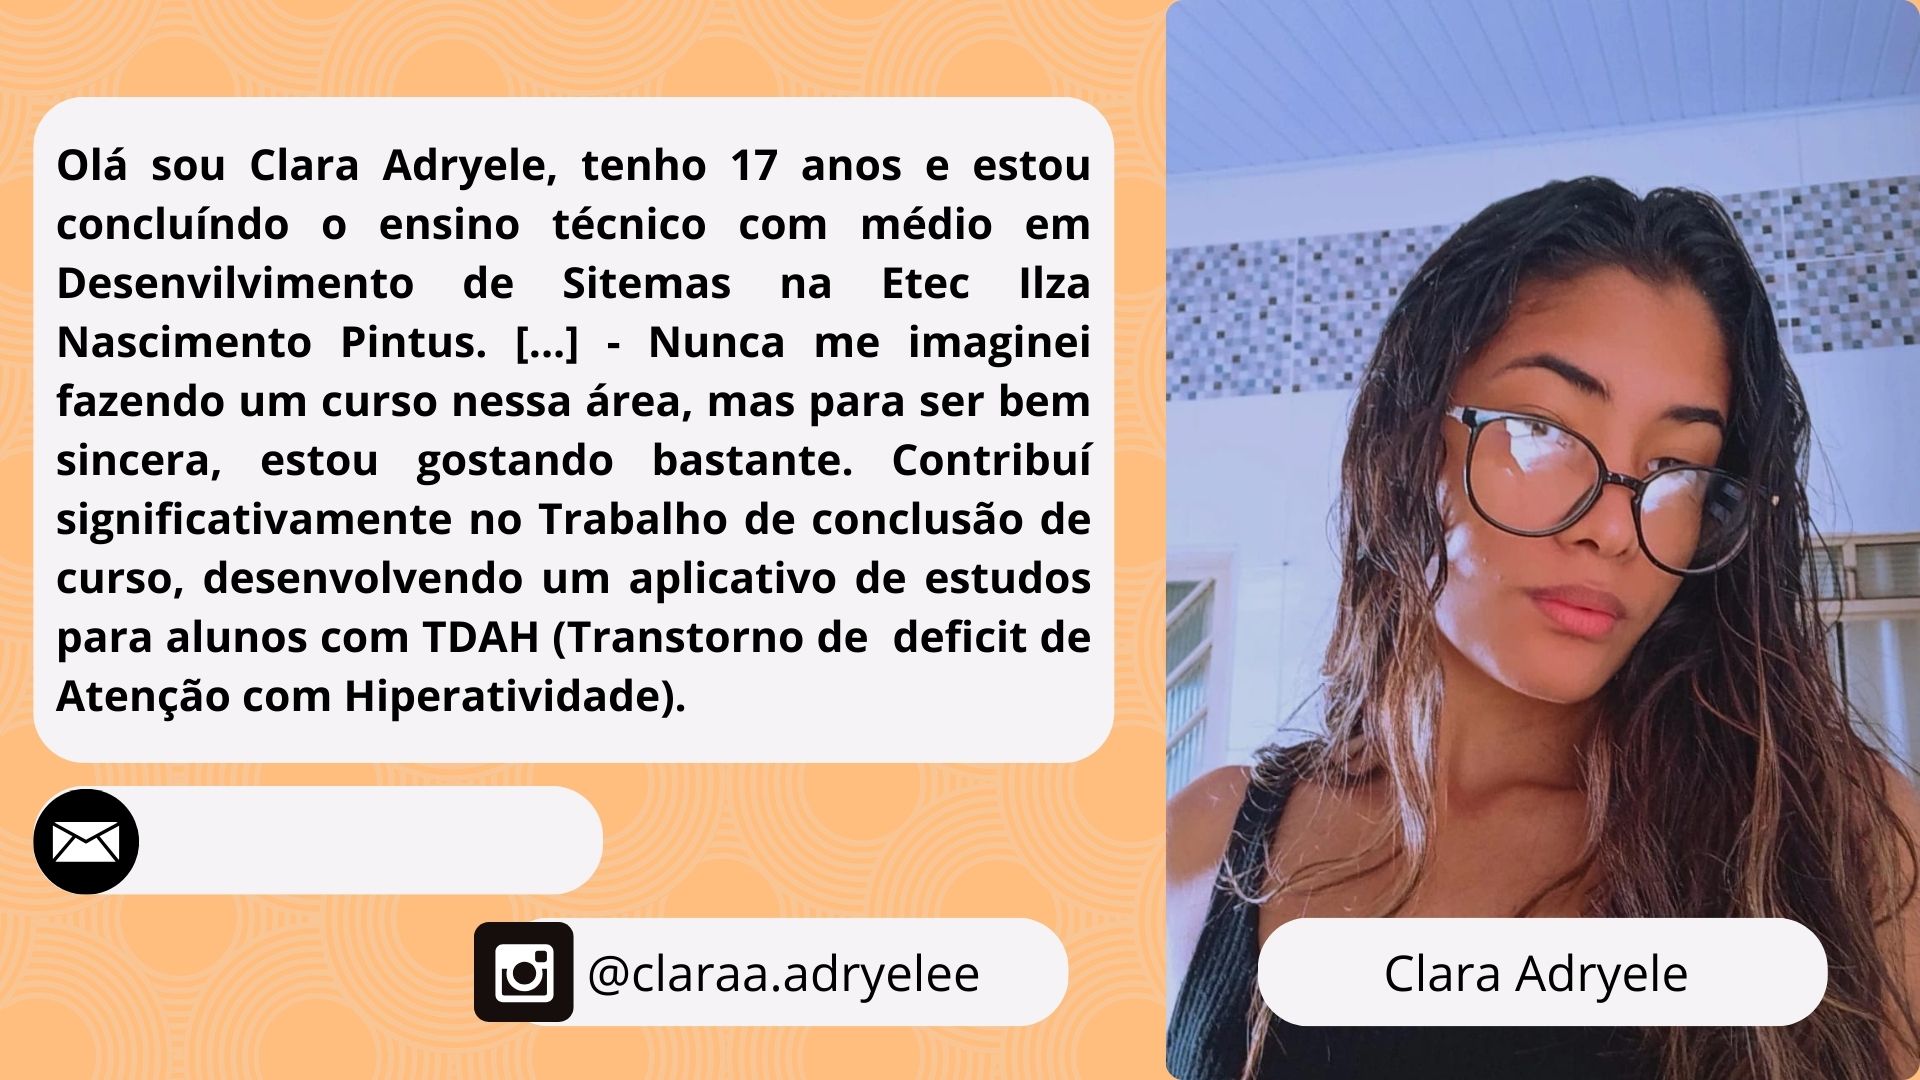 Olá sou Clara Adryele, tenho 17 anos e estou
concluíndo o ensino técnico com médio em
Desenvilvimento de Sitemas na Etec Ilza
Nascimento Pintus. [...] - Nunca me imaginei
fazendo um curso nessa área, mas para ser bem
sincera, estou gostando bastante. Contribuí
significativamente no Trabalho de conclusão de
curso, desenvolvendo um aplicativo de estudos
para alunos com TDAH (Transtorno de deficit de
Atenção com Hiperatividade).
@claraa.adryelee
Clara Adryele